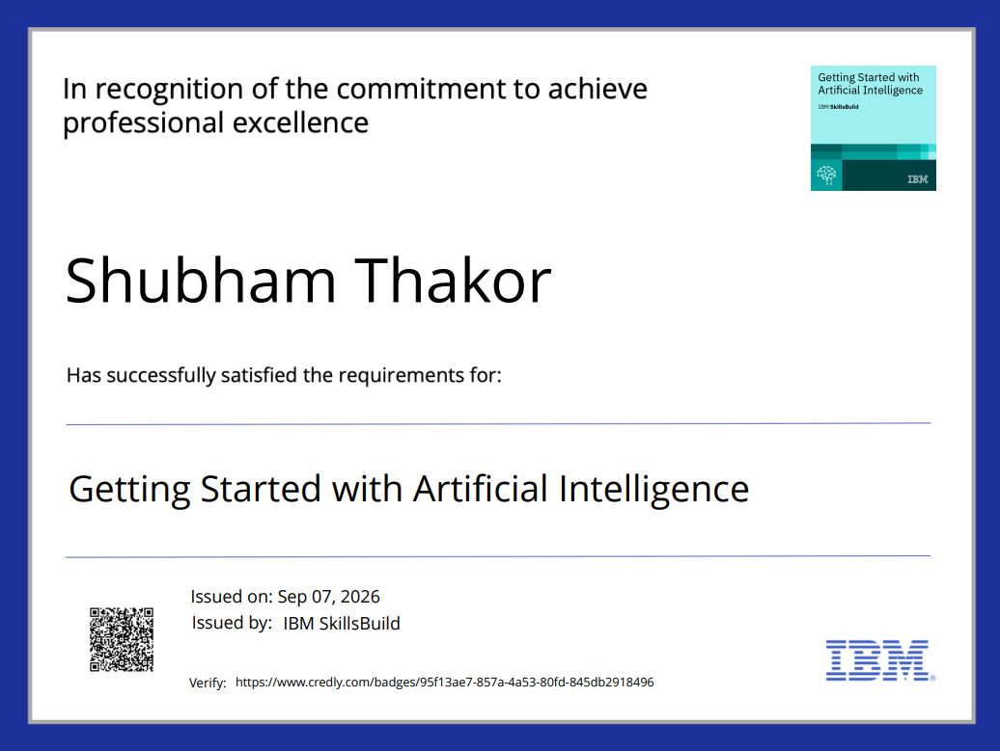 In recognition of the commitment to achieve
professional excellence
Getting Started with
Artificial Intelligence
IBM SkillsBuild
IBM
Shubham Thakor
Has successfully satisfied the requirements for:
Getting Started with Artificial Intelligence
Issued on: Sep 07, 2026
Issued by: IBM SkillsBuild
Verify: https://www.credly.com/badges/95f13ae7-857a-4a53-80fd-845db2918496
IBM®